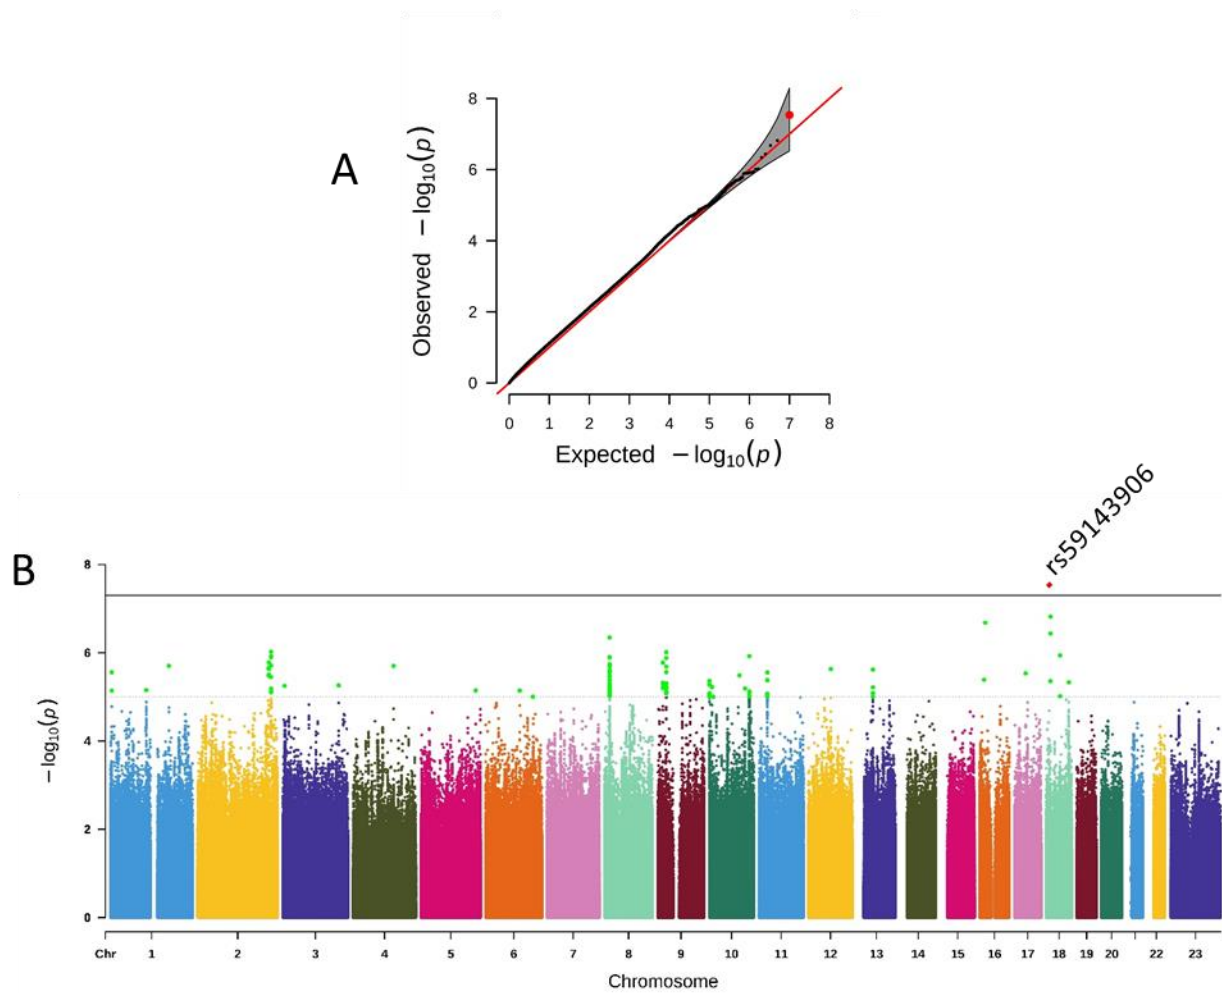 A
Observed −log10(p)
8
6
4
2
0
0 1 2 3 4 5 6 7 8
Expected −log10(p)
B
rs59143906
−log10(p)
8
6
4
2
0
Chr 1 2 3 4 5 6 7 8 9 10 11 12 13 14 15 16 17 18 19 20 22 23
Chromosome